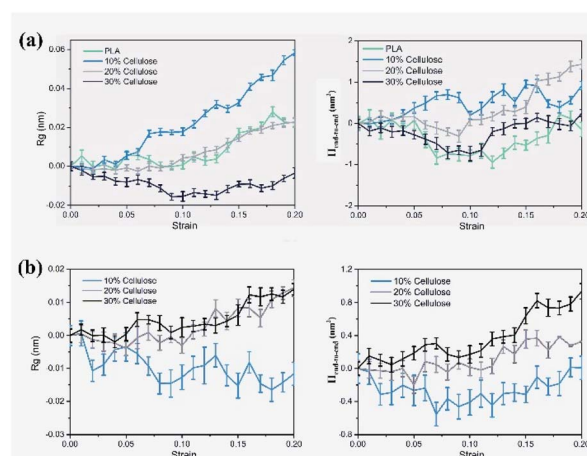 (a)
Rg (nm)
0.06
0.04
0.02
0.00
-0.02
PLA
10% Cellulose
20% Cellulose
30% Cellulose
0.00 0.05 0.10 0.15 0.20
Strain
2
1
0
-1
-2
PLA
10% Cellulose
20% Cellulose
30% Cellulose
0.00 0.05 0.10 0.15 0.20
Strain
(b)
Rg (nm)
0.03
0.01
0.00
-0.01
-0.03
10% Cellulose
20% Cellulose
30% Cellulose
0.00 0.05 0.10 0.15 0.20
Strain
1.2
0.8
0.4
0.0
-0.4
-0.8
10% Cellulose
20% Cellulose
30% Cellulose
0.00 0.05 0.10 0.15 0.20
Strain